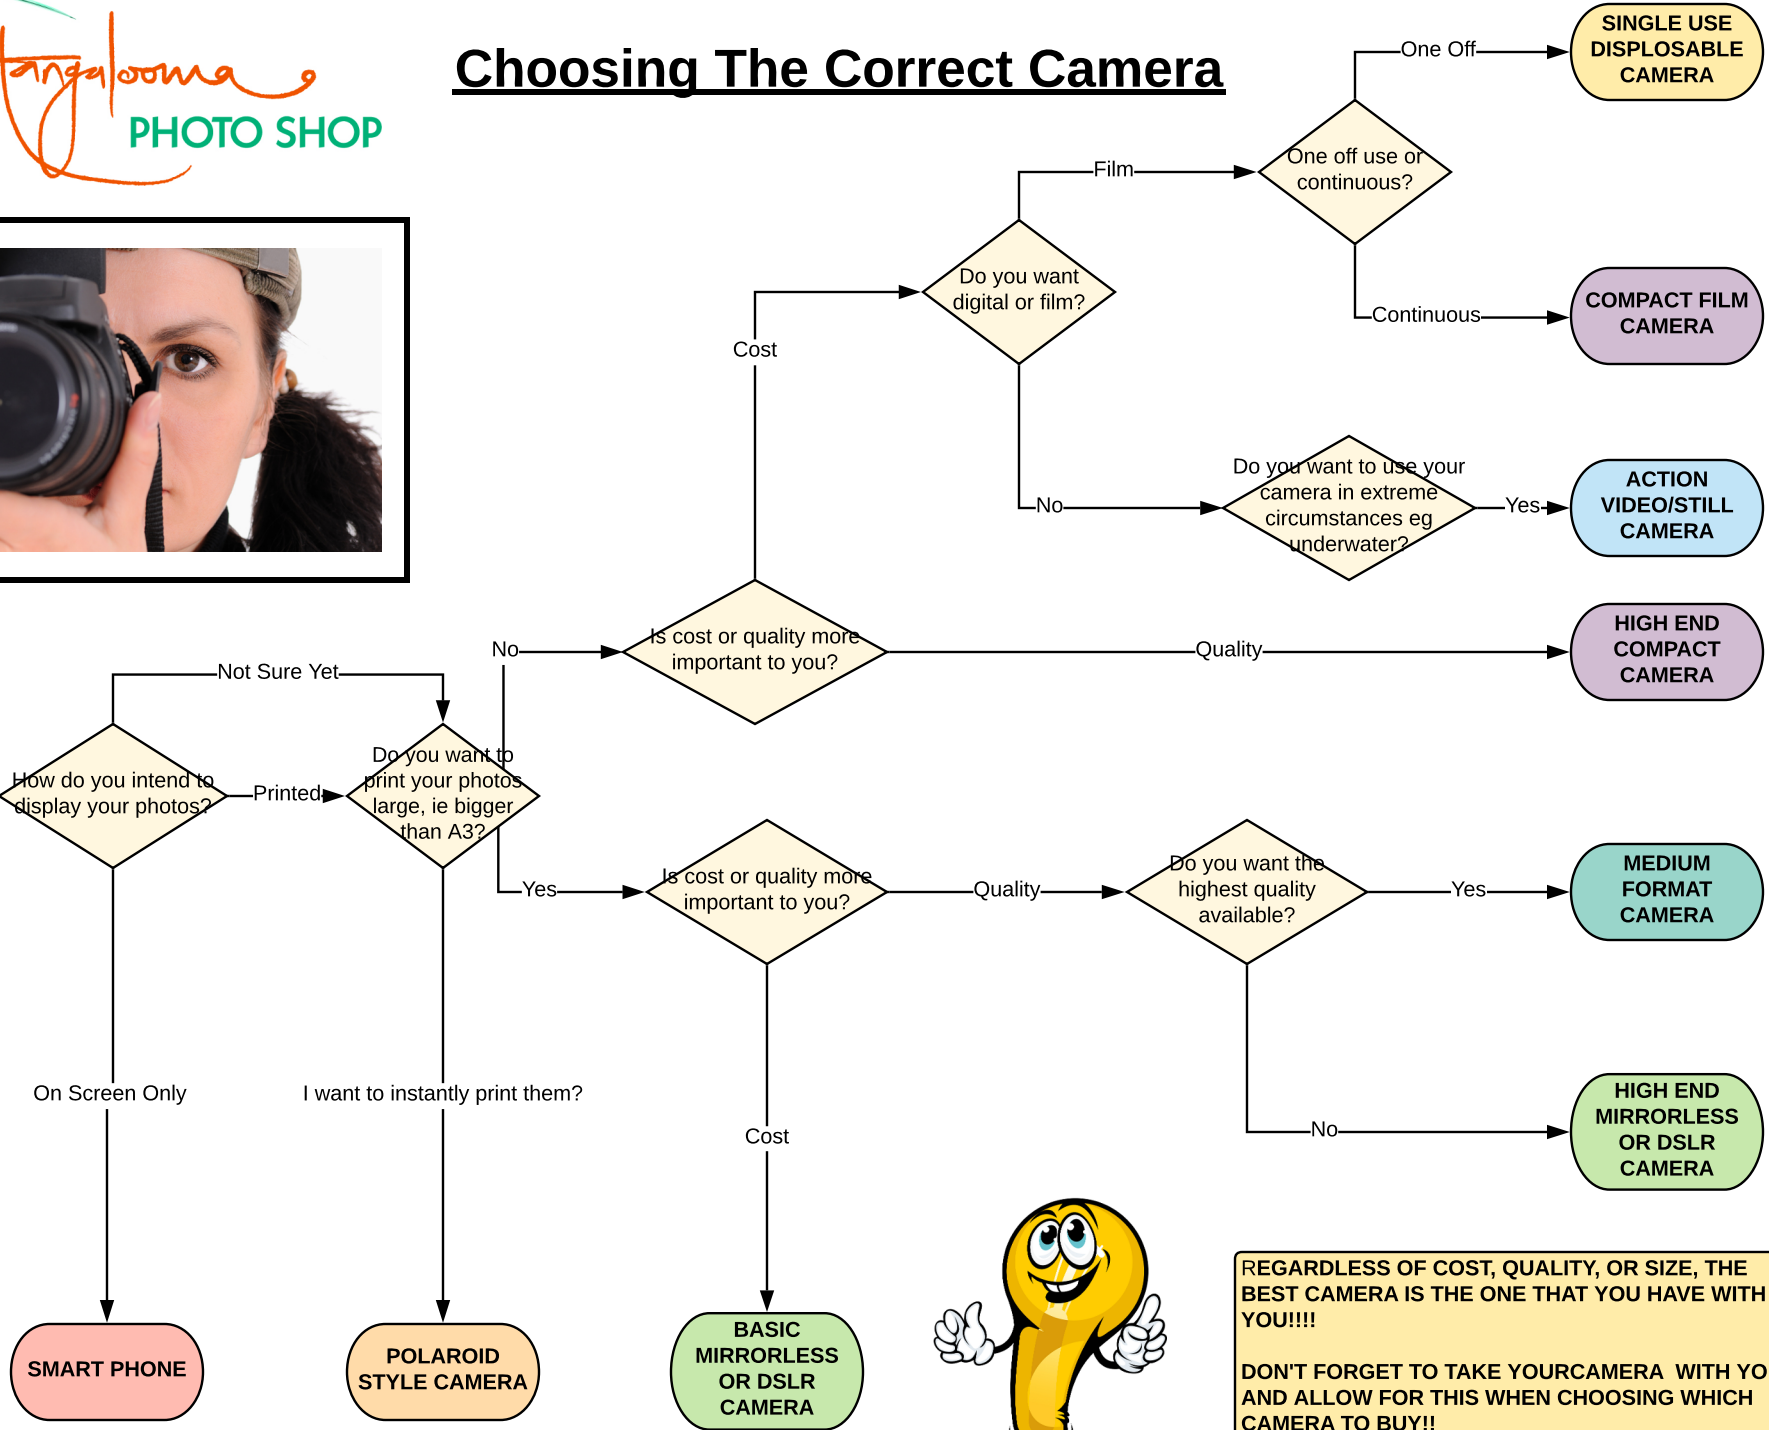 Tangalooma
PHOTO SHOP
Choosing The Correct Camera
One Off
SINGLE USE
DISPLOSABLE
CAMERA
One off use or
continuous?
Film
Do you want
digital or film?
Continuous
COMPACT FILM
CAMERA
Cost
No
Do you want to use your
camera in extreme
circumstances eg
underwater?
Yes
ACTION
VIDEO/STILL
CAMERA
No
Is cost or quality more
important to you?
Quality
HIGH END
COMPACT
CAMERA
Not Sure Yet
How do you intend to
display your photos?
Printed
Do you want to
print your photos
large, ie bigger
than A3?
Yes
Is cost or quality more
important to you?
Quality
Do you want the
highest quality
available?
Yes
MEDIUM
FORMAT
CAMERA
On Screen Only
I want to instantly print them?
Cost
No
HIGH END
MIRRORLESS
OR DSLR
CAMERA
SMART PHONE
POLAROID
STYLE CAMERA
BASIC
MIRRORLESS
OR DSLR
CAMERA
REGARDLESS OF COST, QUALITY, OR SIZE, THE
BEST CAMERA IS THE ONE THAT YOU HAVE WITH
YOU!!!!
DON'T FORGET TO TAKE YOURCAMERA WITH YO
AND ALLOW FOR THIS WHEN CHOOSING WHICH
CAMERA TO BUY!!